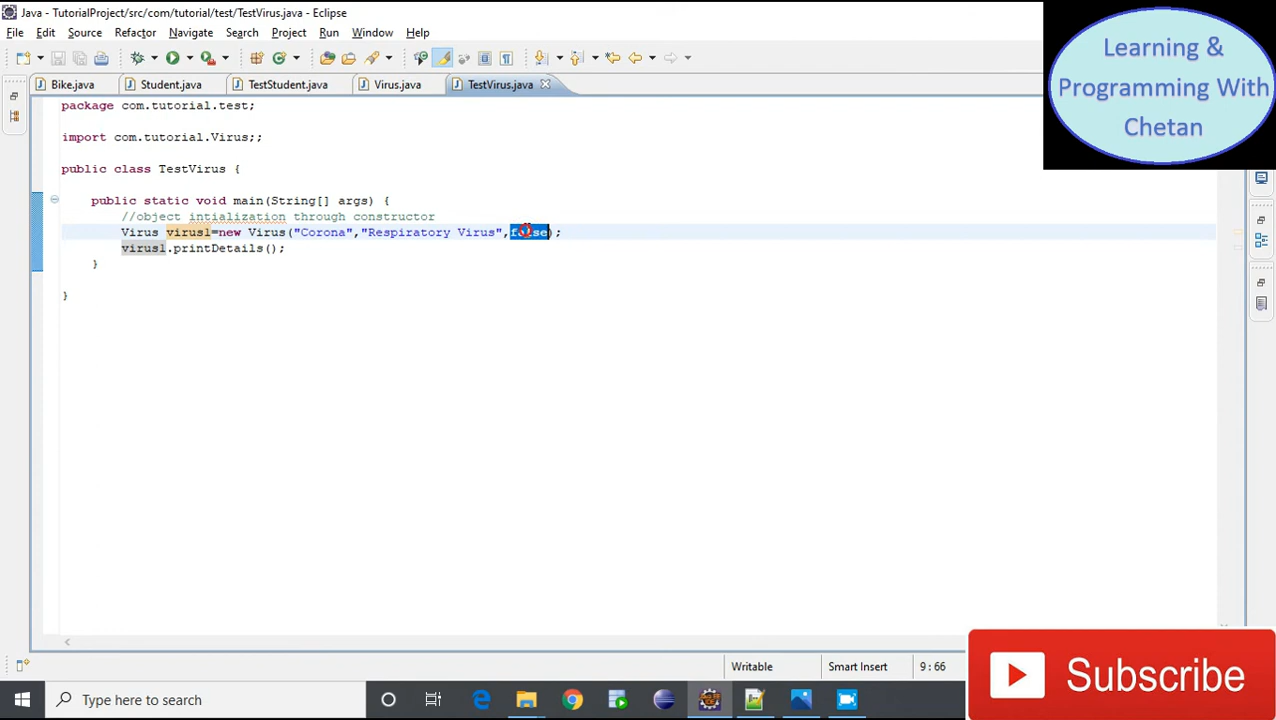 Java - TutorialProject/src/com/tutorial/test/TestVirus.java - Eclipse
File Edit Source Refactor Navigate Search Project Run Window Help
Bike.java Student.java TestStudent.java Virus.java TestVirus.java
package com.tutorial.test;
import com.tutorial.Virus;;
public class TestVirus {
public static void main(String[] args) {
//object intialization through constructor
Virus virus1=new Virus("Corona","Respiratory Virus",false);
virus1.printDetails();
}
}
Learning &
Programming With
Chetan
Writable Smart Insert 9 : 66
Subscribe
Type here to search